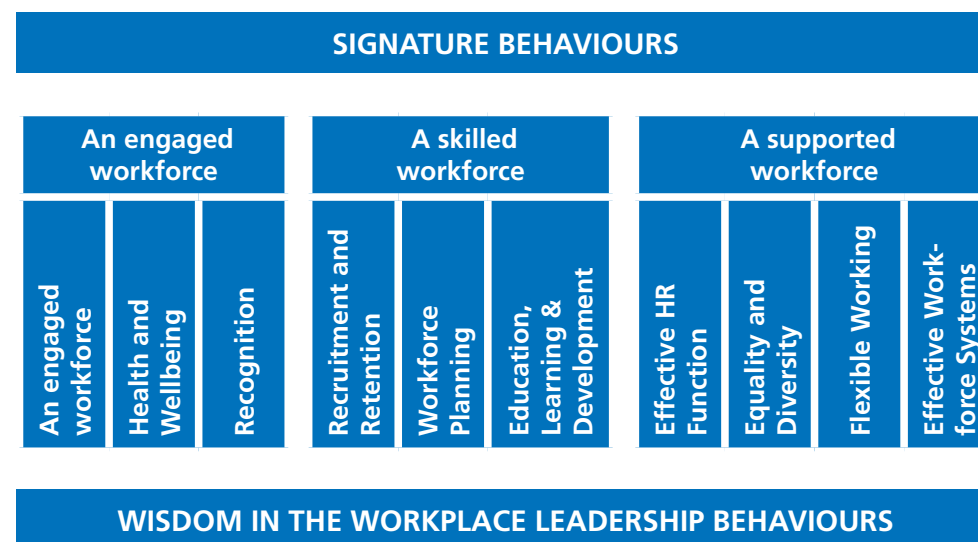 SIGNATURE BEHAVIOURS
An engaged
workforce
An engaged
workforce
Health and
Wellbeing
Recognition
A skilled
workforce
Recruitment and
Retention
Workforce
Planning
Education,
Learning &
Development
A supported
workforce
Effective HR
Function
Equality and
Diversity
Flexible Working
Effective Work-
force Systems
WISDOM IN THE WORKPLACE LEADERSHIP BEHAVIOURS